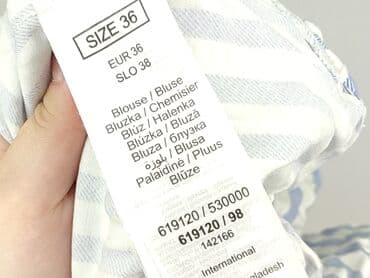 SIZE 36
EUR 36
SLO 38
Blouse / Bluse
Bluzka / Chemisier
Blúz / Halenka
Blúzka / Bluză
Bluza / блузка
بلوزة / Blusa
Palaidinė / Pluus
Blūze
619120 / 530000
619120 / 98
142166
International